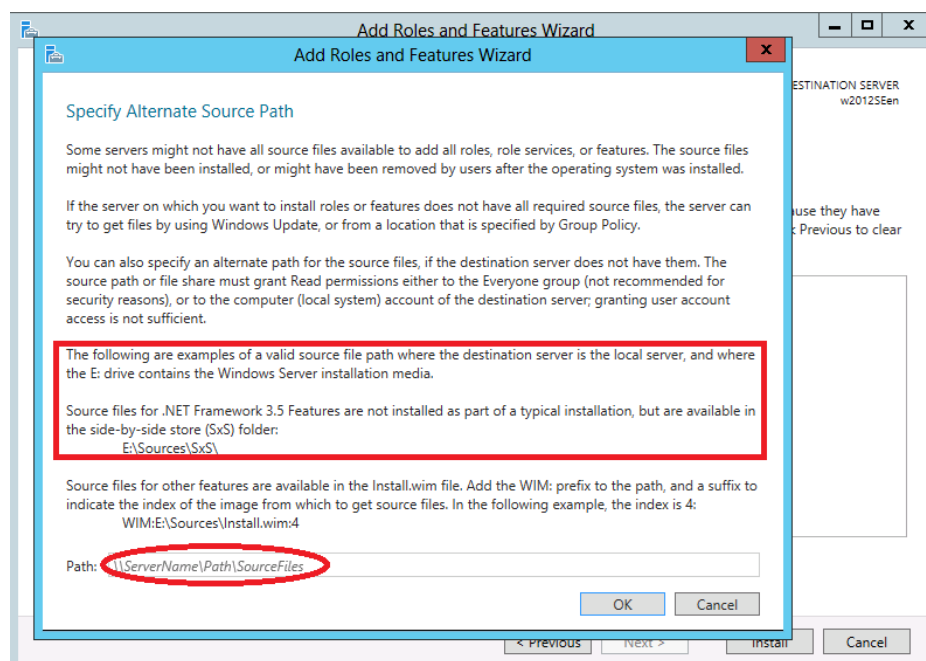 Add Roles and Features Wizard
Add Roles and Features Wizard
DESTINATION SERVER
w2012SEen
Specify Alternate Source Path
Some servers might not have all source files available to add all roles, role services, or features. The source files
might not have been installed, or might have been removed by users after the operating system was installed.
If the server on which you want to install roles or features does not have all required source files, the server can
try to get files by using Windows Update, or from a location that is specified by Group Policy.
they have
Previous to clear
You can also specify an alternate path for the source files, if the destination server does not have them. The
source path or file share must grant Read permissions either to the Everyone group (not recommended for
security reasons), or to the computer (local system) account of the destination server; granting user account
access is not sufficient.
The following are examples of a valid source file path where the destination server is the local server, and where
the E: drive contains the Windows Server installation media.
Source files for .NET Framework 3.5 Features are not installed as part of a typical installation, but are available in
the side-by-side store (SxS) folder:
E:\Sources\SxS\
Source files for other features are available in the Install.wim file. Add the WIM: prefix to the path, and a suffix to
indicate the index of the image from which to get source files. In the following example, the index is 4:
WIM:E:\Sources\Install.wim:4
Path: \\ServerName\Path\SourceFiles
OK Cancel
< Previous Next > Install Cancel